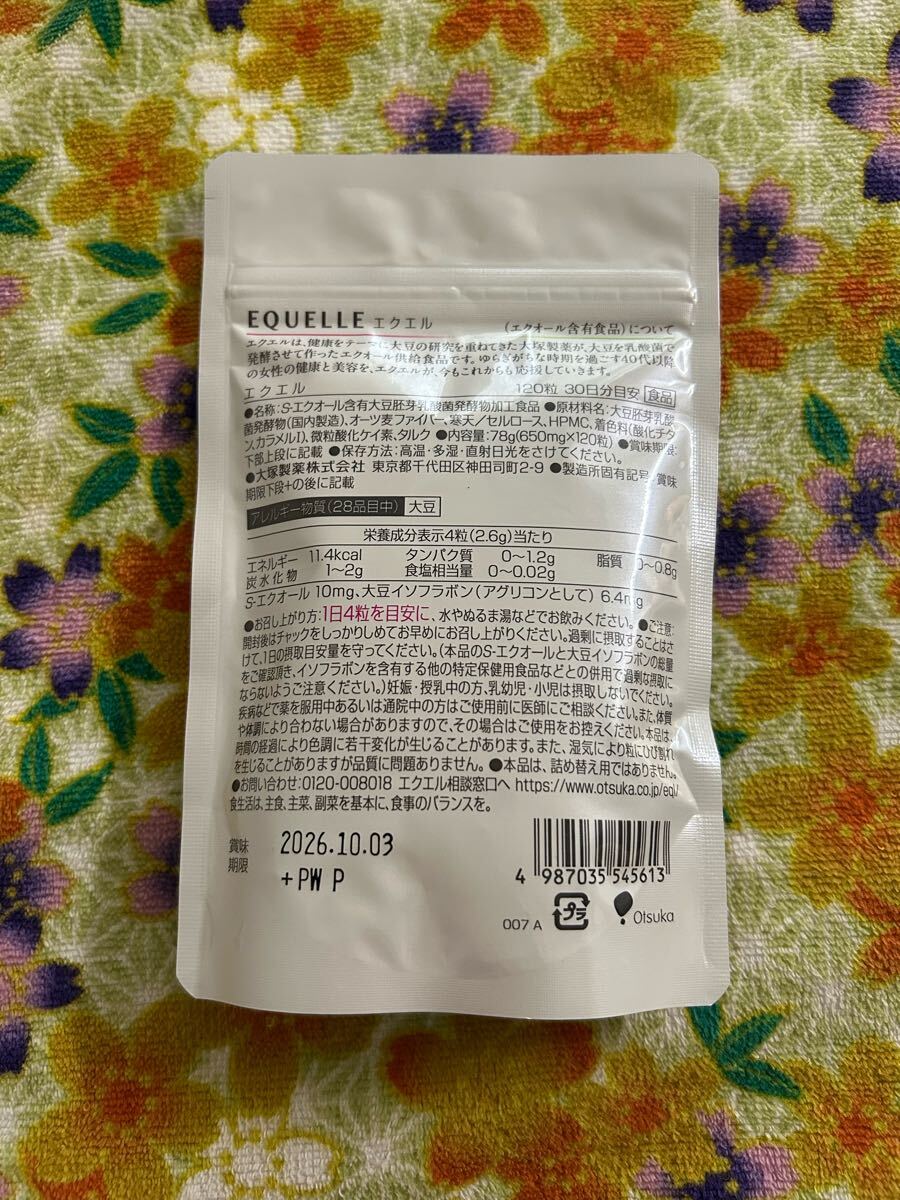 EQUELLE エクエル (エクオール含有食品)について
エクエルは、健康をテーマに大豆の研究を重ねてきた大塚製薬が、大豆を乳酸菌で
発酵させて作ったエクオール供給食品です。ゆらぎがちな時期を過ごす40代以降
の女性の健康と美容を、エクエルが、今もこれからも応援していきます。
エクエル 120粒 30日分目安 食品
●名称:S-エクオール含有大豆胚芽乳酸菌発酵物加工食品 ●原材料名:大豆胚芽乳酸
菌発酵物(国内製造)、オーツ麦ファイバー、寒天/セルロース、HPMC、着色料(酸化チタ
ン、カラメルI)、微粒酸化ケイ素、タルク ●内容量:78g(650mg×120粒) ●賞味期限:
下部上段に記載 ●保存方法:高温・多湿・直射日光をさけてください。
●大塚製薬株式会社 東京都千代田区神田司町2-9 ●製造所固有記号:賞味
期限下段+の後に記載
アレルギー物質(28品目中) 大豆
栄養成分表示4粒(2.6g)当たり
エネルギー 11.4kcal タンパク質 0〜1.2g 脂質 0〜0.8g
炭水化物 1〜2g 食塩相当量 0〜0.02g
S-エクオール 10mg、大豆イソフラボン(アグリコンとして) 6.4mg
●お召し上がり方:1日4粒を目安に、水やぬるま湯などでお飲みください。●ご注意:
開封後はチャックをしっかりしめてお早めにお召し上がりください。過剰に摂取することはさ
けて、1日の摂取目安量を守ってください。(本品のS-エクオールと大豆イソフラボンの総量
をご確認頂き、イソフラボンを含有する他の特定保健用食品などとの併用で過剰な摂取に
ならないようご注意ください。)妊娠・授乳中の方、乳幼児・小児は摂取しないでください。
疾病などで薬を服用中あるいは通院中の方はご使用前に医師にご相談ください。また、体質
や体調により合わない場合がありますので、その場合はご使用をお控えください。本品は、
時間の経過により色調に若干変化が生じることがあります。また、湿気により粒にひび割れ
を生じることがありますが品質に問題ありません。●本品は、詰め替え用ではありません。
●お問い合わせ:0120-008018 エクエル相談窓口へ https://www.otsuka.co.jp/eql/
食生活は、主食、主菜、副菜を基本に、食事のバランスを。
賞味
期限
2026.10.03
+PW P
4 987035 545613
007 A プラ Otsuka